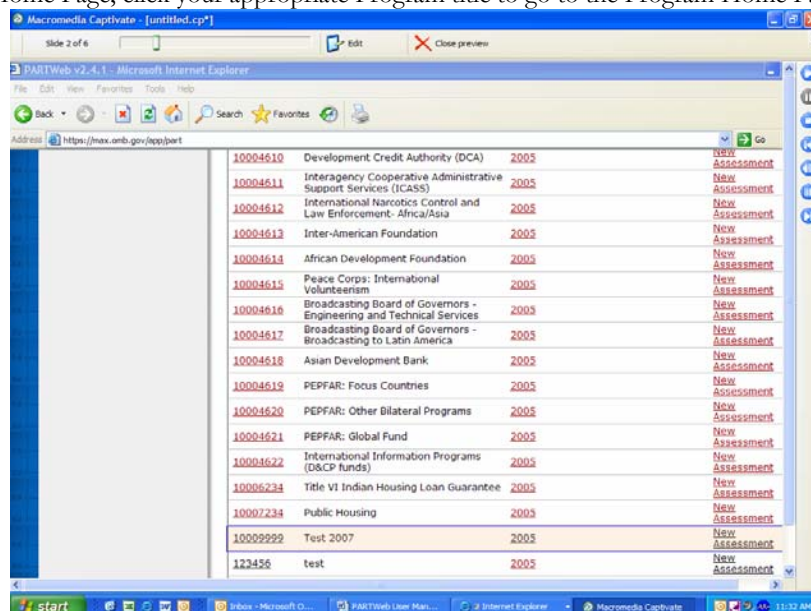 Home Page, click your appropriate Program title to go to the Program Home
Macromedia Captivate - [untitled.cp*]
Slide 2 of 6 Edit Close preview
PARTWeb v2.4.1 - Microsoft Internet Explorer
File Edit View Favorites Tools Help
Back Search Favorites
Address https://max.omb.gov/app/part Go
10004610 Development Credit Authority (DCA) 2005 New Assessment
10004611 Interagency Cooperative Administrative Support Services (ICASS) 2005 New Assessment
10004612 International Narcotics Control and Law Enforcement- Africa/Asia 2005 New Assessment
10004613 Inter-American Foundation 2005 New Assessment
10004614 African Development Foundation 2005 New Assessment
10004615 Peace Corps: International Volunteerism 2005 New Assessment
10004616 Broadcasting Board of Governors - Engineering and Technical Services 2005 New Assessment
10004617 Broadcasting Board of Governors - Broadcasting to Latin America 2005 New Assessment
10004618 Asian Development Bank 2005 New Assessment
10004619 PEPFAR: Focus Countries 2005 New Assessment
10004620 PEPFAR: Other Bilateral Programs 2005 New Assessment
10004621 PEPFAR: Global Fund 2005 New Assessment
10004622 International Information Programs (D&CP funds) 2005 New Assessment
10006234 Title VI Indian Housing Loan Guarantee 2005 New Assessment
10007234 Public Housing 2005 New Assessment
10009999 Test 2007 2005 New Assessment
123456 test 2005 New Assessment
start Inbox - Microsoft O... PARTWeb User Man... 2 Internet Explorer Macromedia Captivate 11:33 AM